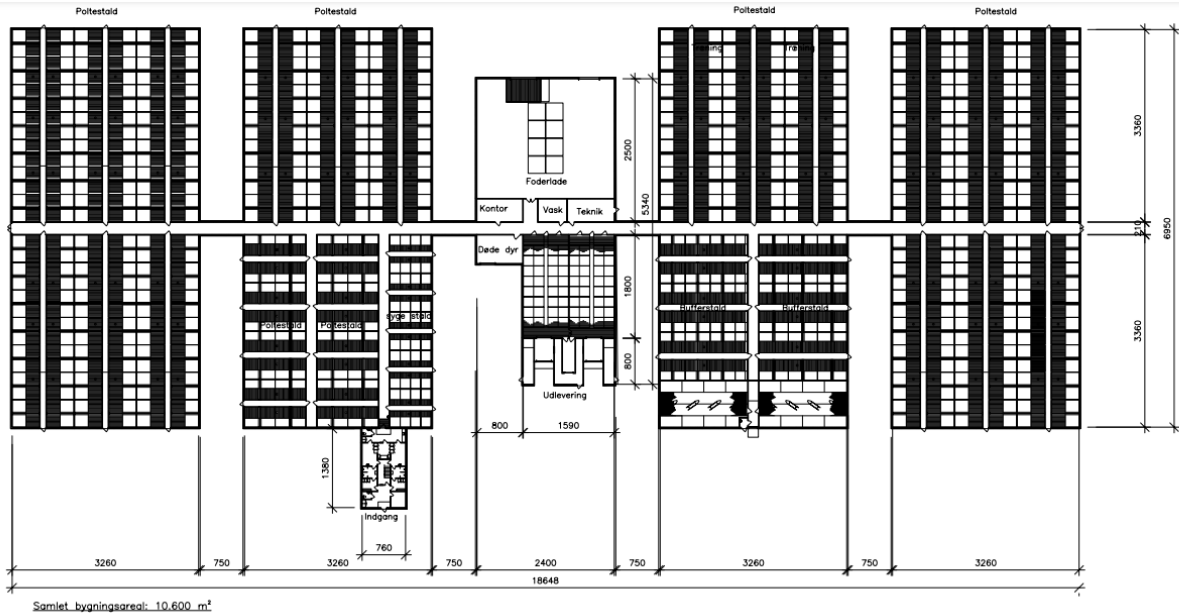 Poltestald
Poltestald
Poltestald
Poltestald
Træning
Træning
3360
2500
Foderlade
5340
Kontor
Vask
Teknik
210
6950
Døde dyr
1800
3360
Poltestald
Poltestald
syge stald
Bufferstald
Bufferstald
800
Udlevering
800
1590
1380
Indgang
760
3260
750
3260
750
2400
750
3260
750
3260
18648
Samlet bygningsareal: 10.600 m²